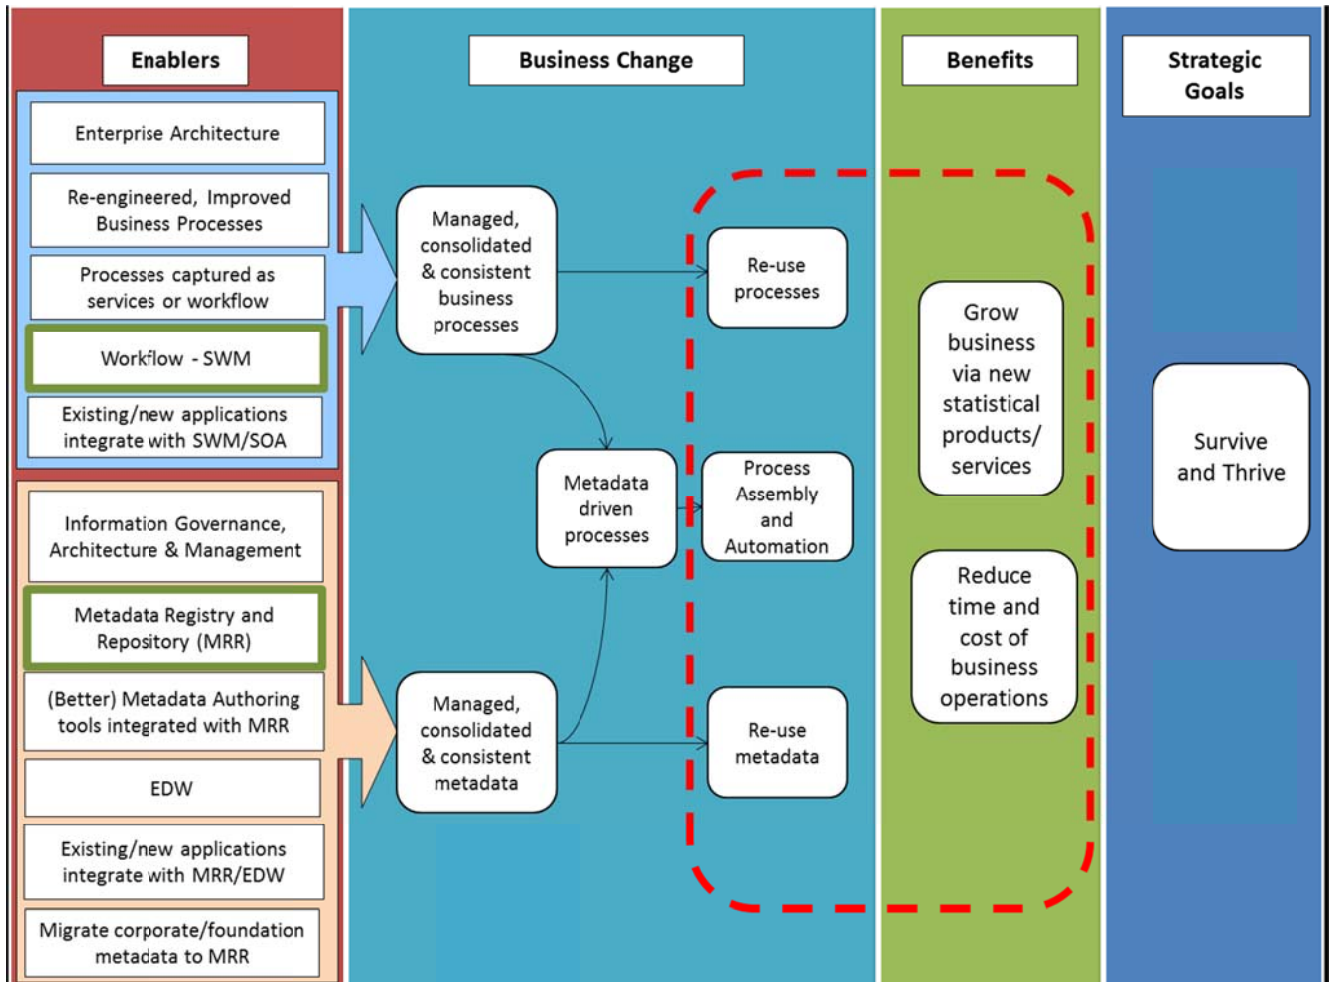 Enablers
Enterprise Architecture
Re-engineered, Improved
Business Processes
Processes captured as
services or workflow
Workflow - SWM
Existing/new applications
integrate with SWM/SOA
Information Governance,
Architecture & Management
Metadata Registry and
Repository (MRR)
(Better) Metadata Authoring
tools integrated with MRR
EDW
Existing/new applications
integrate with MRR/EDW
Migrate corporate/foundation
metadata to MRR
Business Change
Managed,
consolidated
& consistent
business
processes
Re-use
processes
Metadata
driven
processes
Process
Assembly
and
Automation
Managed,
consolidated
& consistent
metadata
Re-use
metadata
Benefits
Grow
business
via new
statistical
products/
services
Reduce
time and
cost of
business
operations
Strategic
Goals
Survive
and Thrive